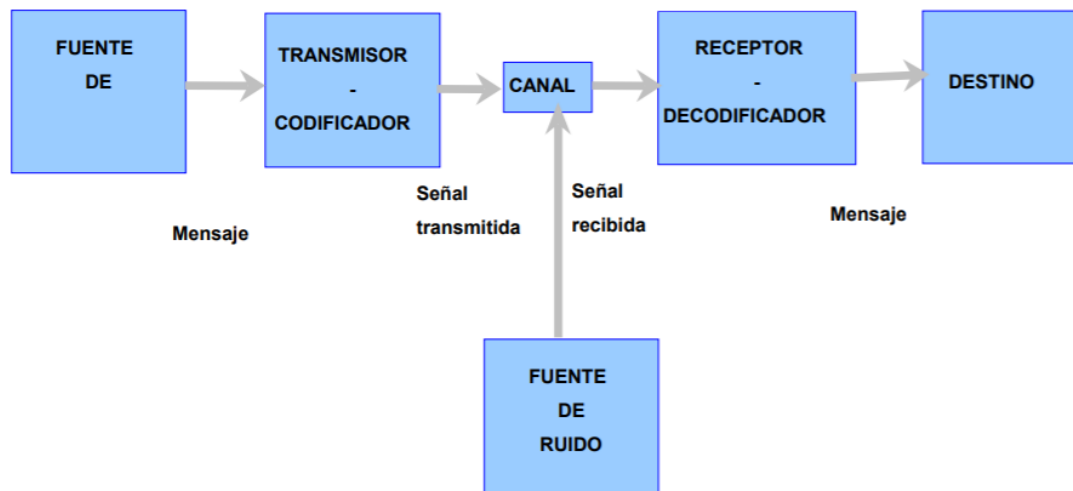 FUENTE
DE
TRANSMISOR
-
CODIFICADOR
CANAL
RECEPTOR
-
DECODIFICADOR
DESTINO
Mensaje
Señal
transmitida
Señal
recibida
Mensaje
FUENTE
DE
RUIDO